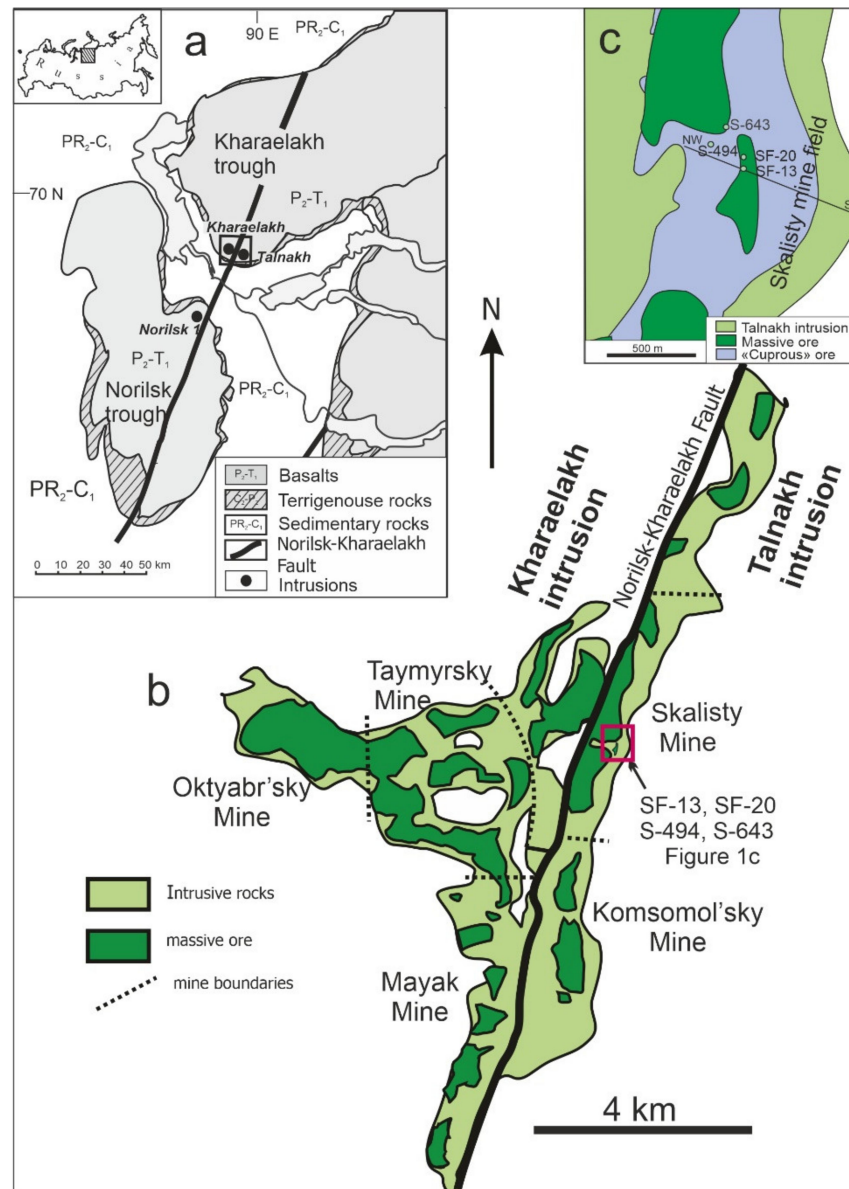 Russia
a
90 E
PR₂-C₁
PR₂-C₁
70 N
Kharaelakh
trough
P₂-T₁
Kharaelakh
Talnakh
Norilsk 1
P₂-T₁
Norilsk
trough
PR₂-C₁
PR₂-C₁
P₂-T₁ Basalts
Terrigenouse rocks
PR₂-C₁ Sedimentary rocks
Norilsk-Kharaelakh
Fault
Intrusions
0 10 20 30 40 50 km
c
S-643
NW
S-494
SF-20
SF-13
S
Skalisty mine field
Talnakh intrusion
Massive ore
«Cuprous» ore
500 m
N
b
Kharaelakh
intrusion
Norilsk-Kharaelakh Fault
Talnakh
intrusion
Taymyrsky
Mine
Skalisty
Mine
Oktyabr'sky
Mine
SF-13, SF-20
S-494, S-643
Figure 1c
Komsomol'sky
Mine
Mayak
Mine
Intrusive rocks
massive ore
mine boundaries
4 km